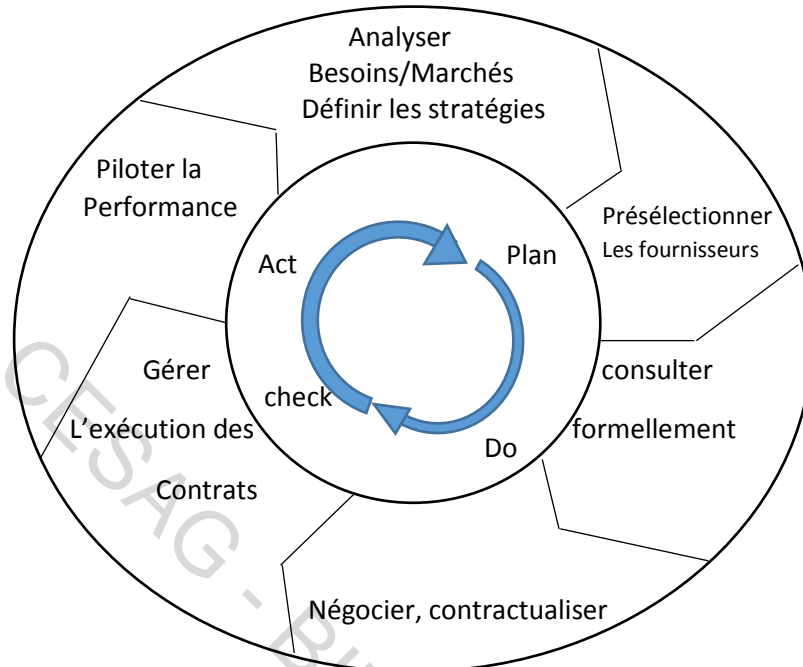 Analyser
Besoins/Marchés
Définir les stratégies
Présélectionner
Les fournisseurs
consulter
formellement
Négocier, contractualiser
Gérer
L'exécution des
Contrats
Piloter la
Performance
Plan
Do
check
Act
CESAG -